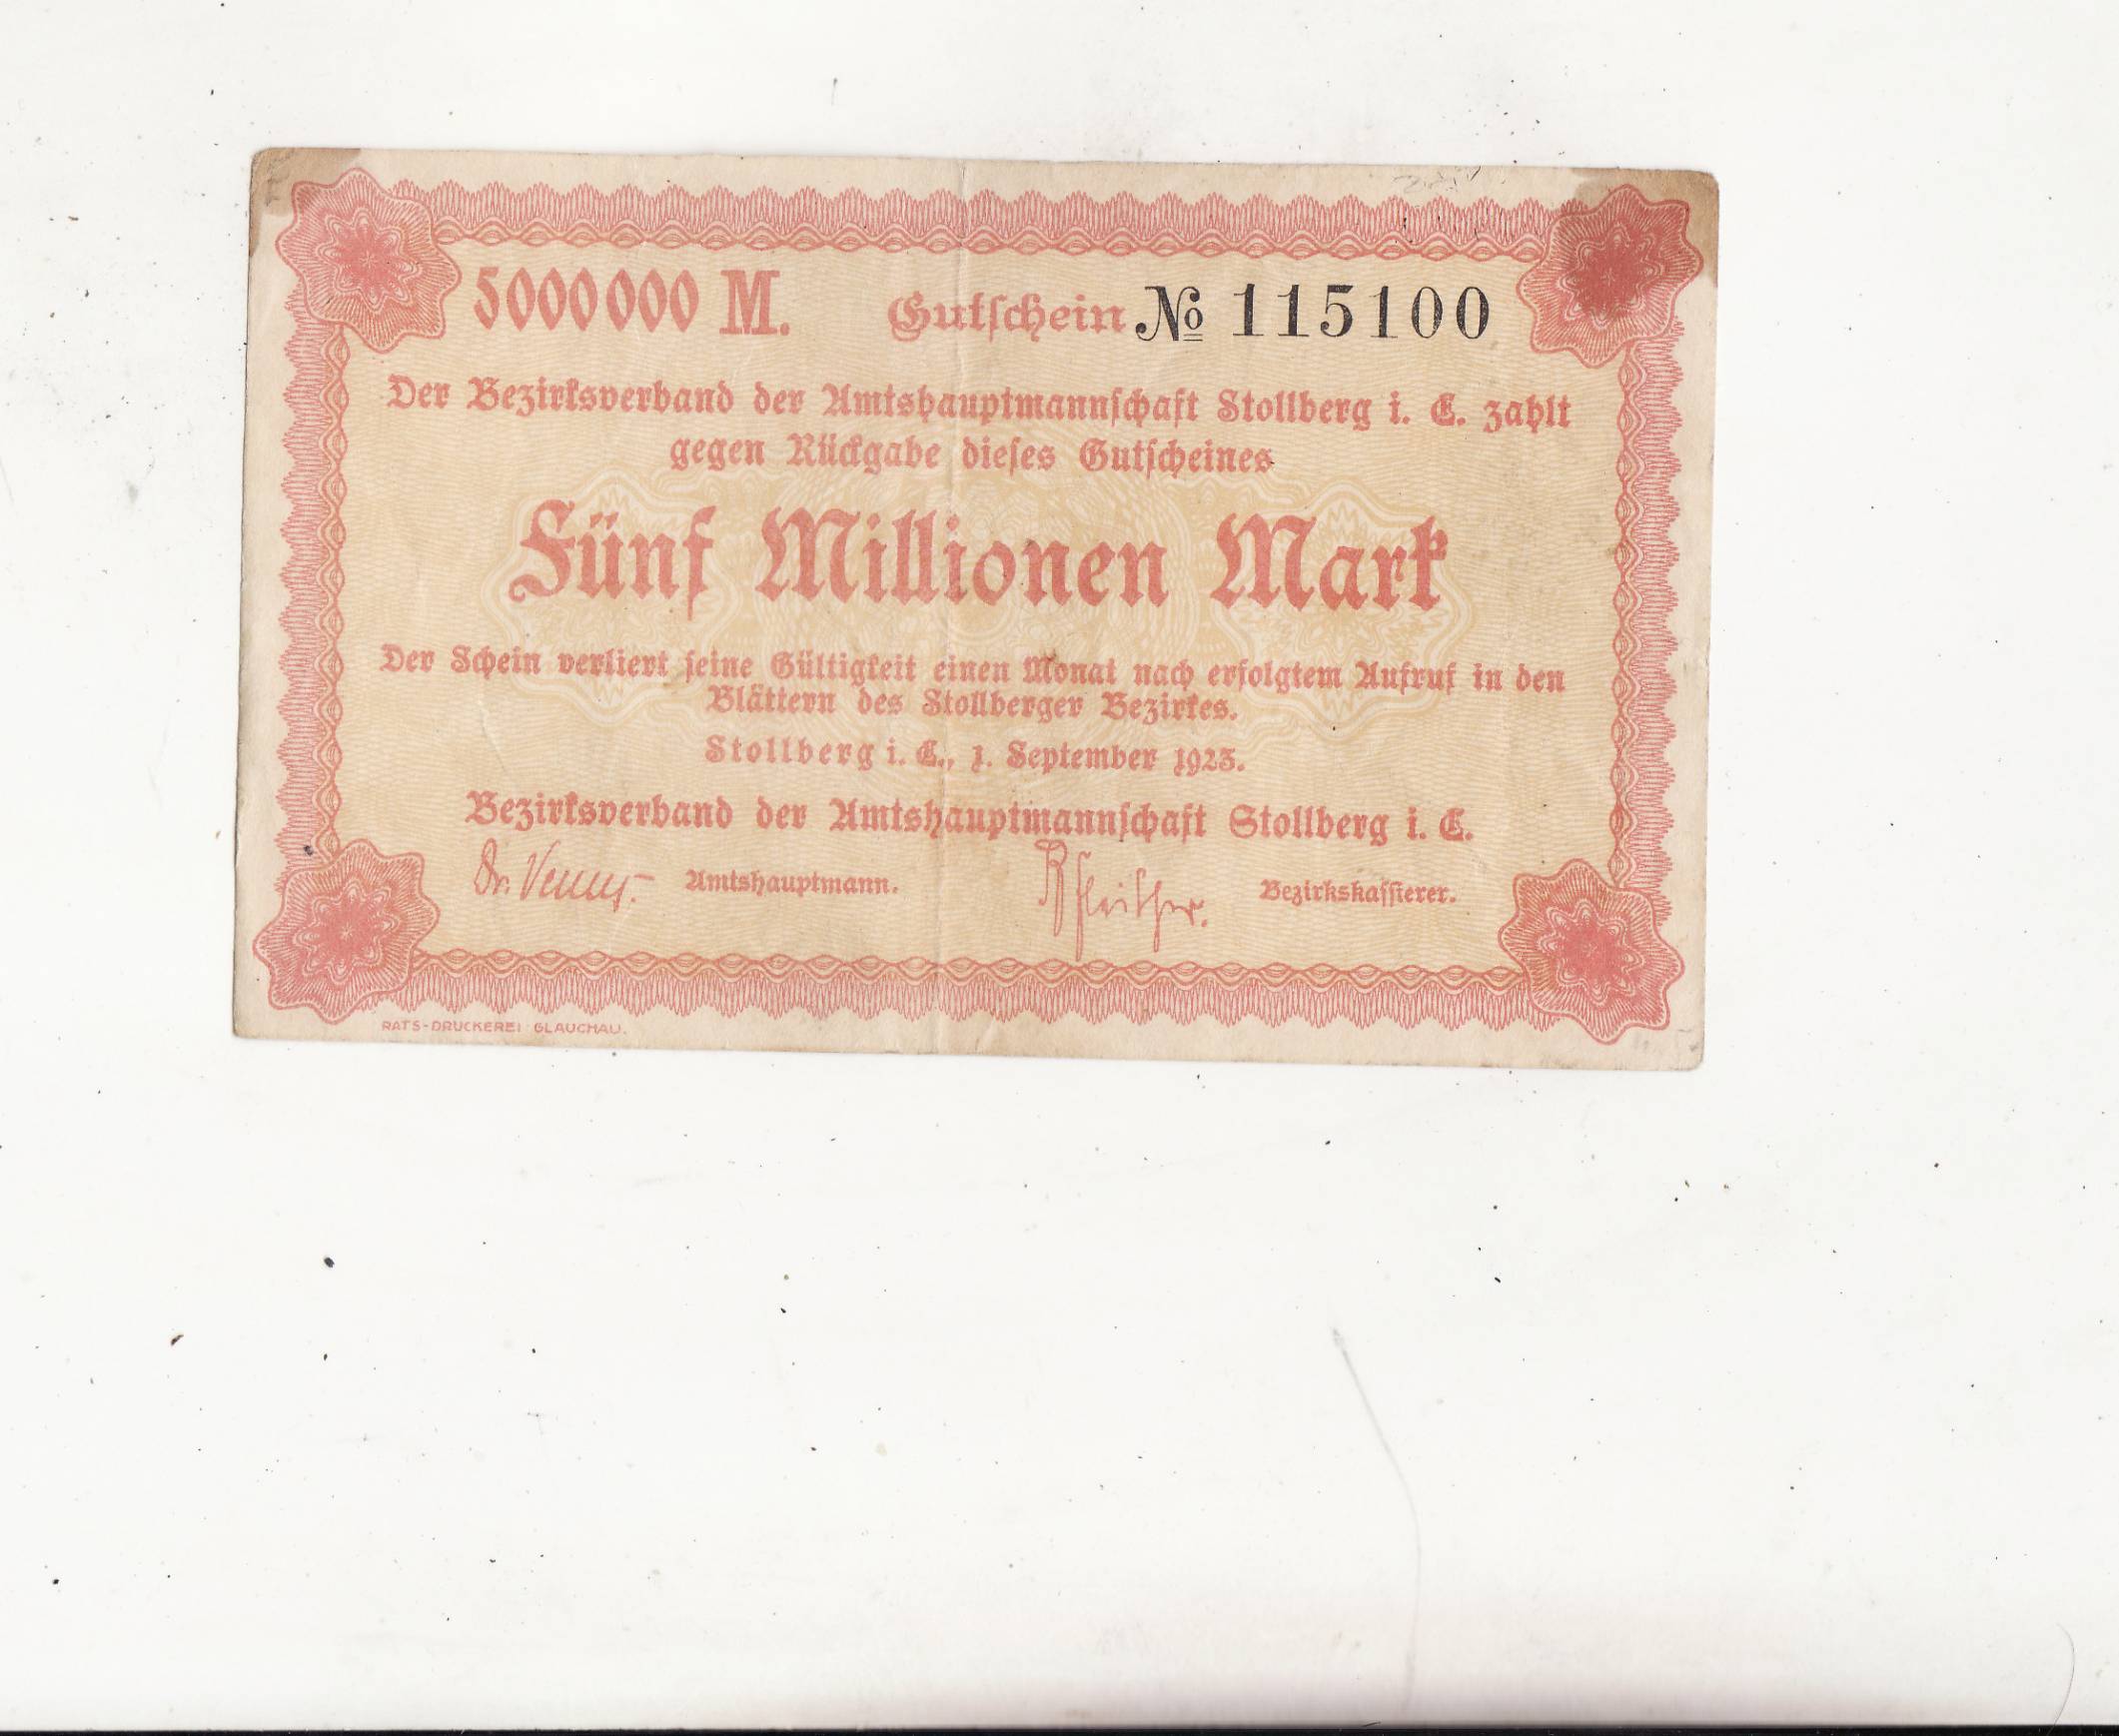 5000000 M. Gutschein № 115100
Der Bezirksverband der Amtshauptmannschaft Stollberg i. E. zahlt
gegen Rückgabe dieses Gutscheines
Fünf Millionen Mark
Der Schein verliert seine Gültigkeit einen Monat nach erfolgtem Aufruf in den
Blättern des Stollberger Bezirkes.
Stollberg i. E., 1. September 1923.
Bezirksverband der Amtshauptmannschaft Stollberg i. E.
Dr. Amtshauptmann. Bezirkskassierer.
RATS-DRUCKEREI GLAUCHAU.